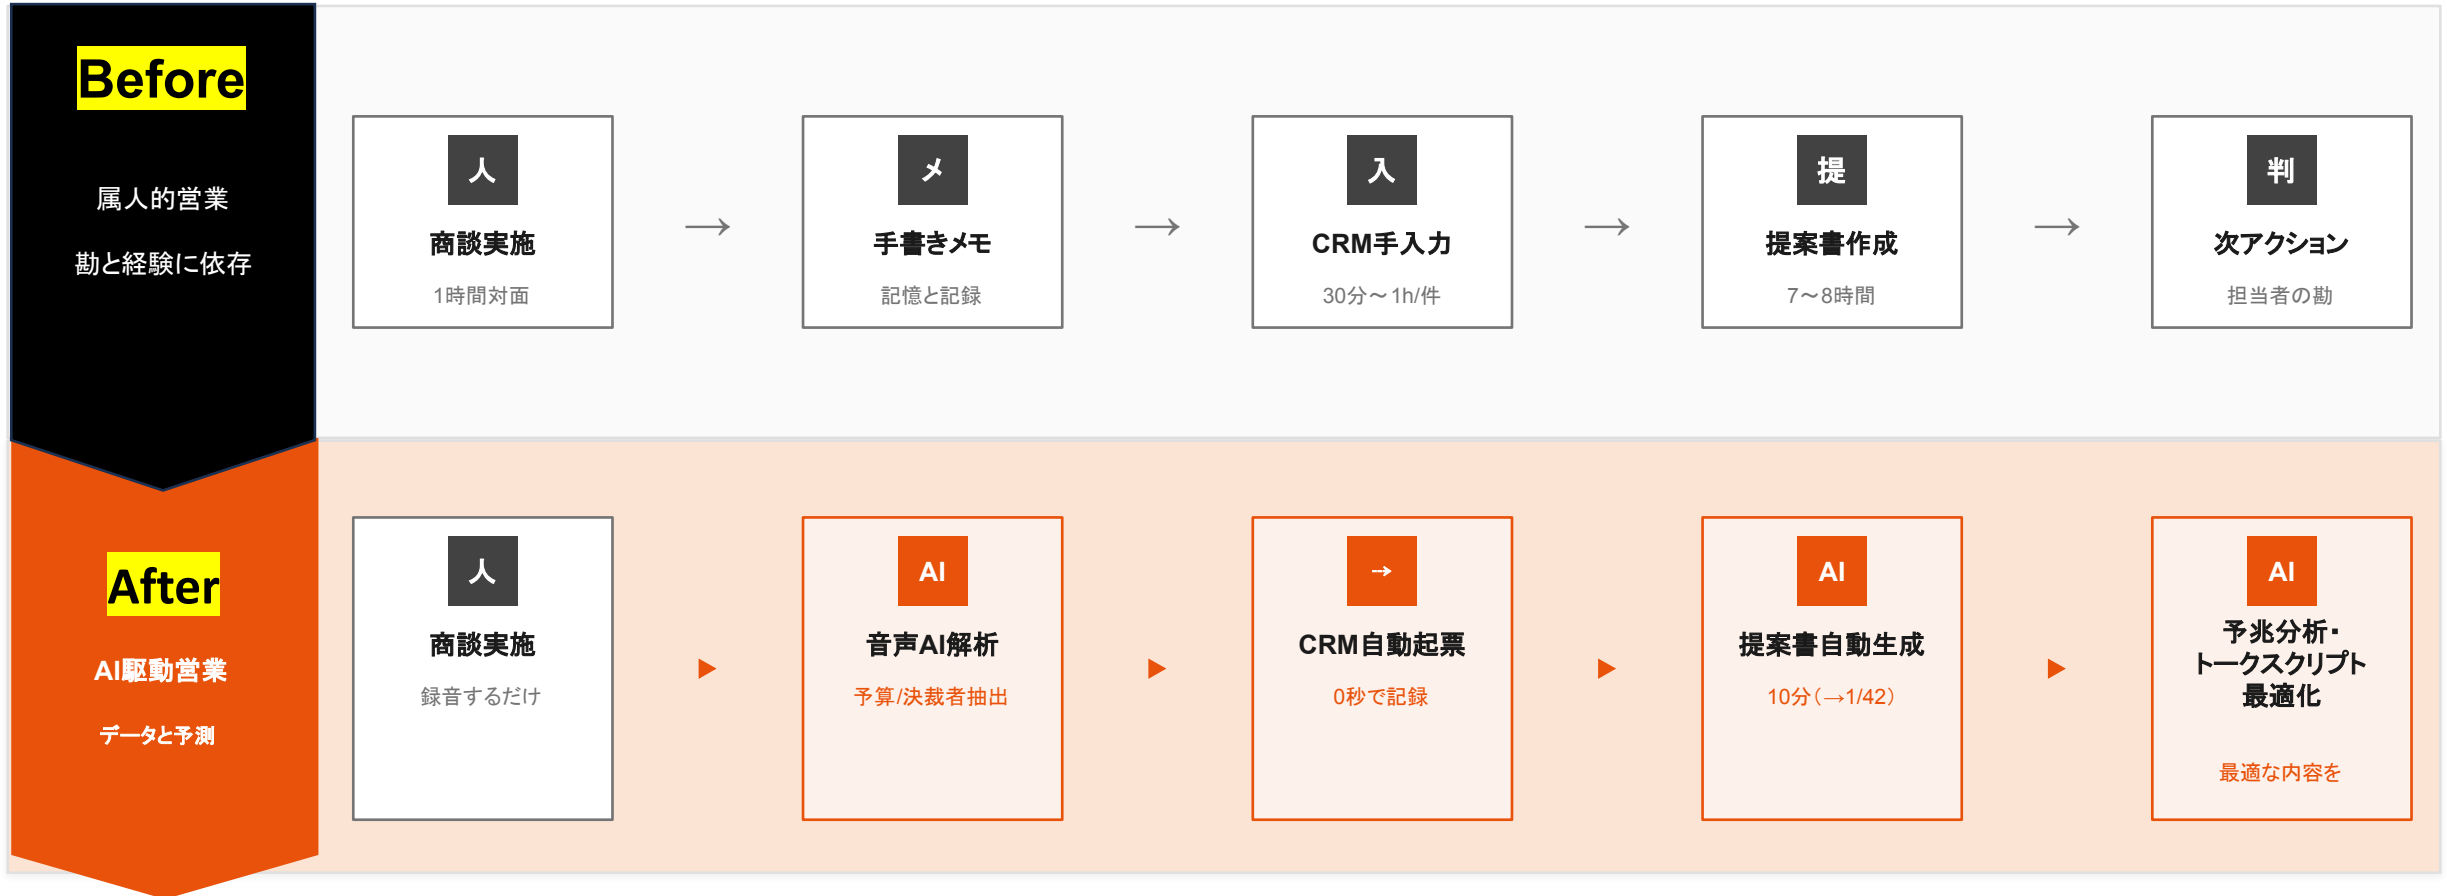 Before
属人的営業
勘と経験に依存
人
商談実施
1時間対面
→
メ
手書きメモ
記憶と記録
→
入
CRM手入力
30分～1h/件
→
提
提案書作成
7～8時間
→
判
次アクション
担当者の勘
After
AI駆動営業
データと予測
人
商談実施
録音するだけ
▶
AI
音声AI解析
予算/決裁者抽出
▶
→
CRM自動起票
0秒で記録
▶
AI
提案書自動生成
10分（→1/42）
▶
AI
予兆分析・
トークスクリプト
最適化
最適な内容を